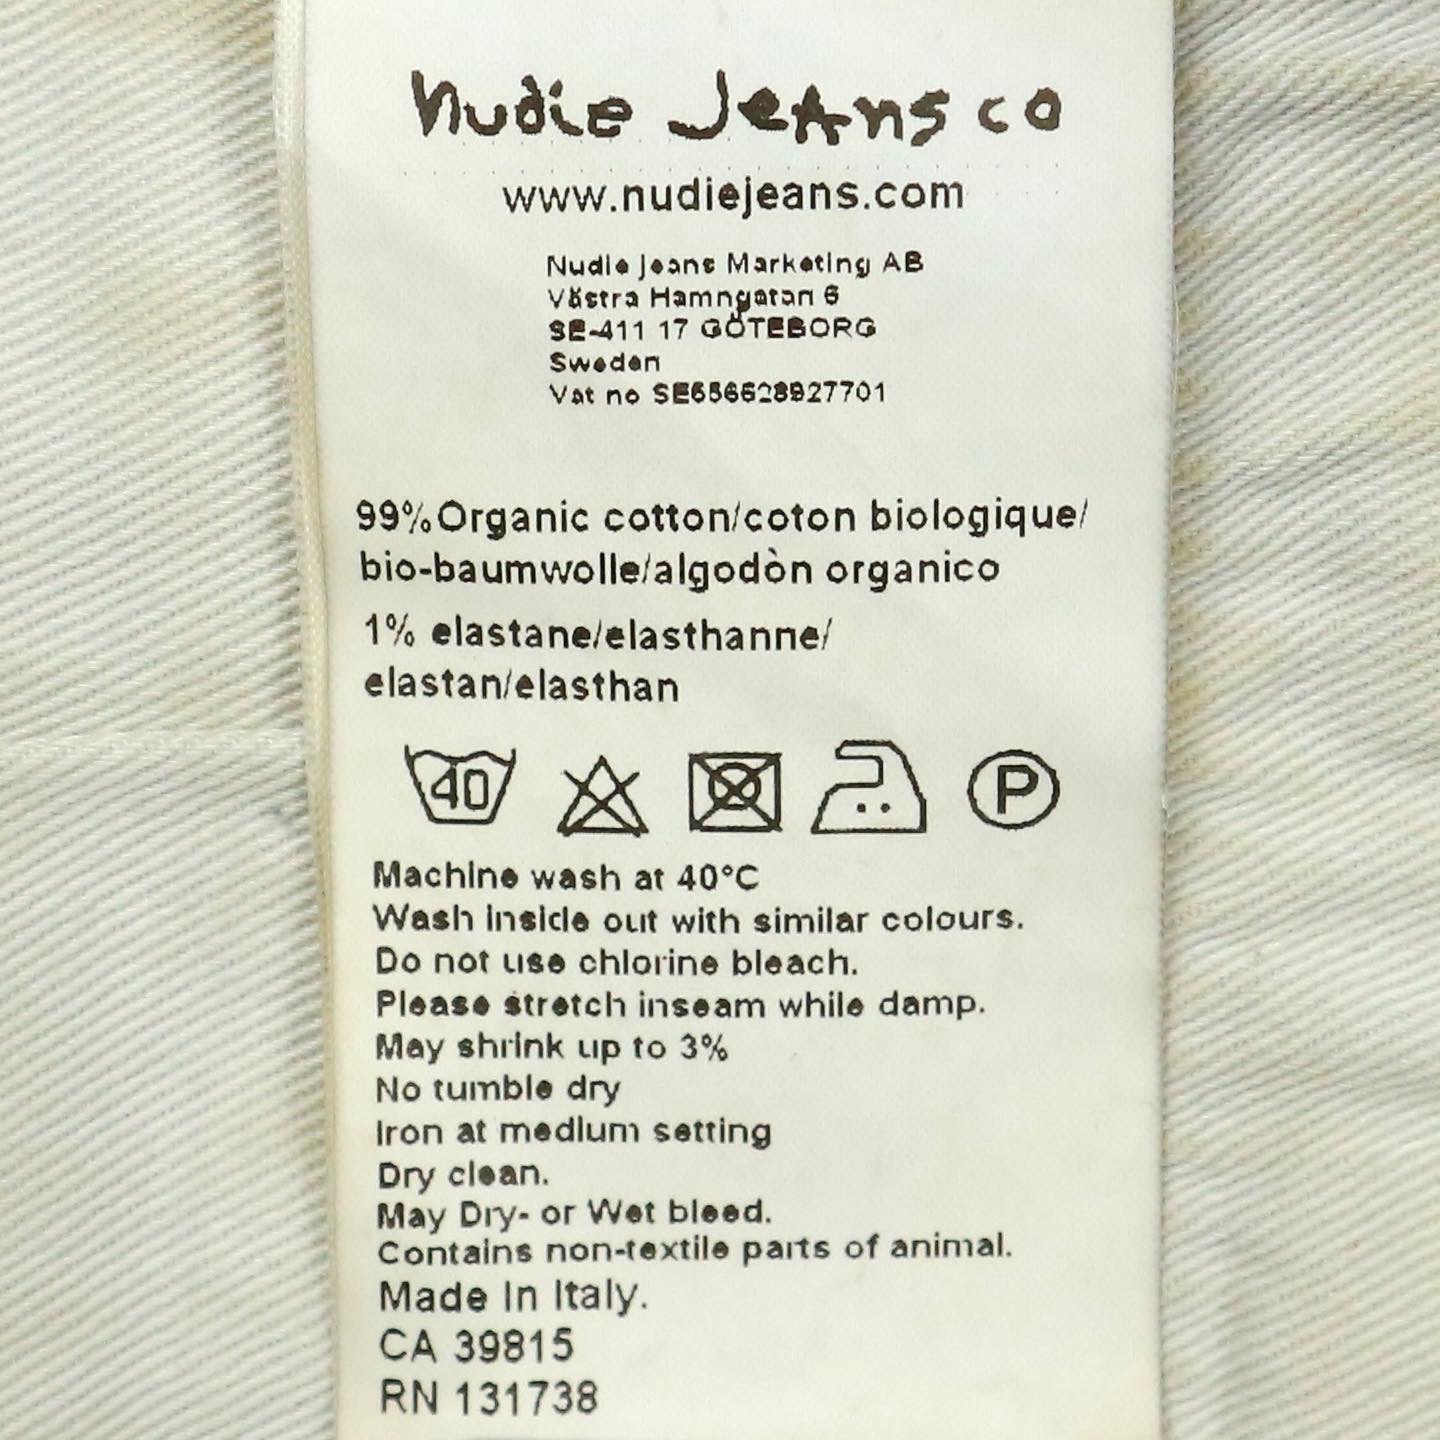 nudie Jeans co
www.nudiejeans.com
Nudie Jeans Marketing AB
Västra Hamngatan 6
SE-411 17 GÖTEBORG
Sweden
Vat no SE556628927701
99%Organic cotton/coton biologique/
bio-baumwolle/algodòn organico
1% elastane/elasthanne/
elastan/elasthan
40
P
Machine wash at 40°C
Wash inside out with similar colours.
Do not use chlorine bleach.
Please stretch inseam while damp.
May shrink up to 3%
No tumble dry
Iron at medium setting
Dry clean.
May Dry- or Wet bleed.
Contains non-textile parts of animal.
Made In Italy.
CA 39815
RN 131738